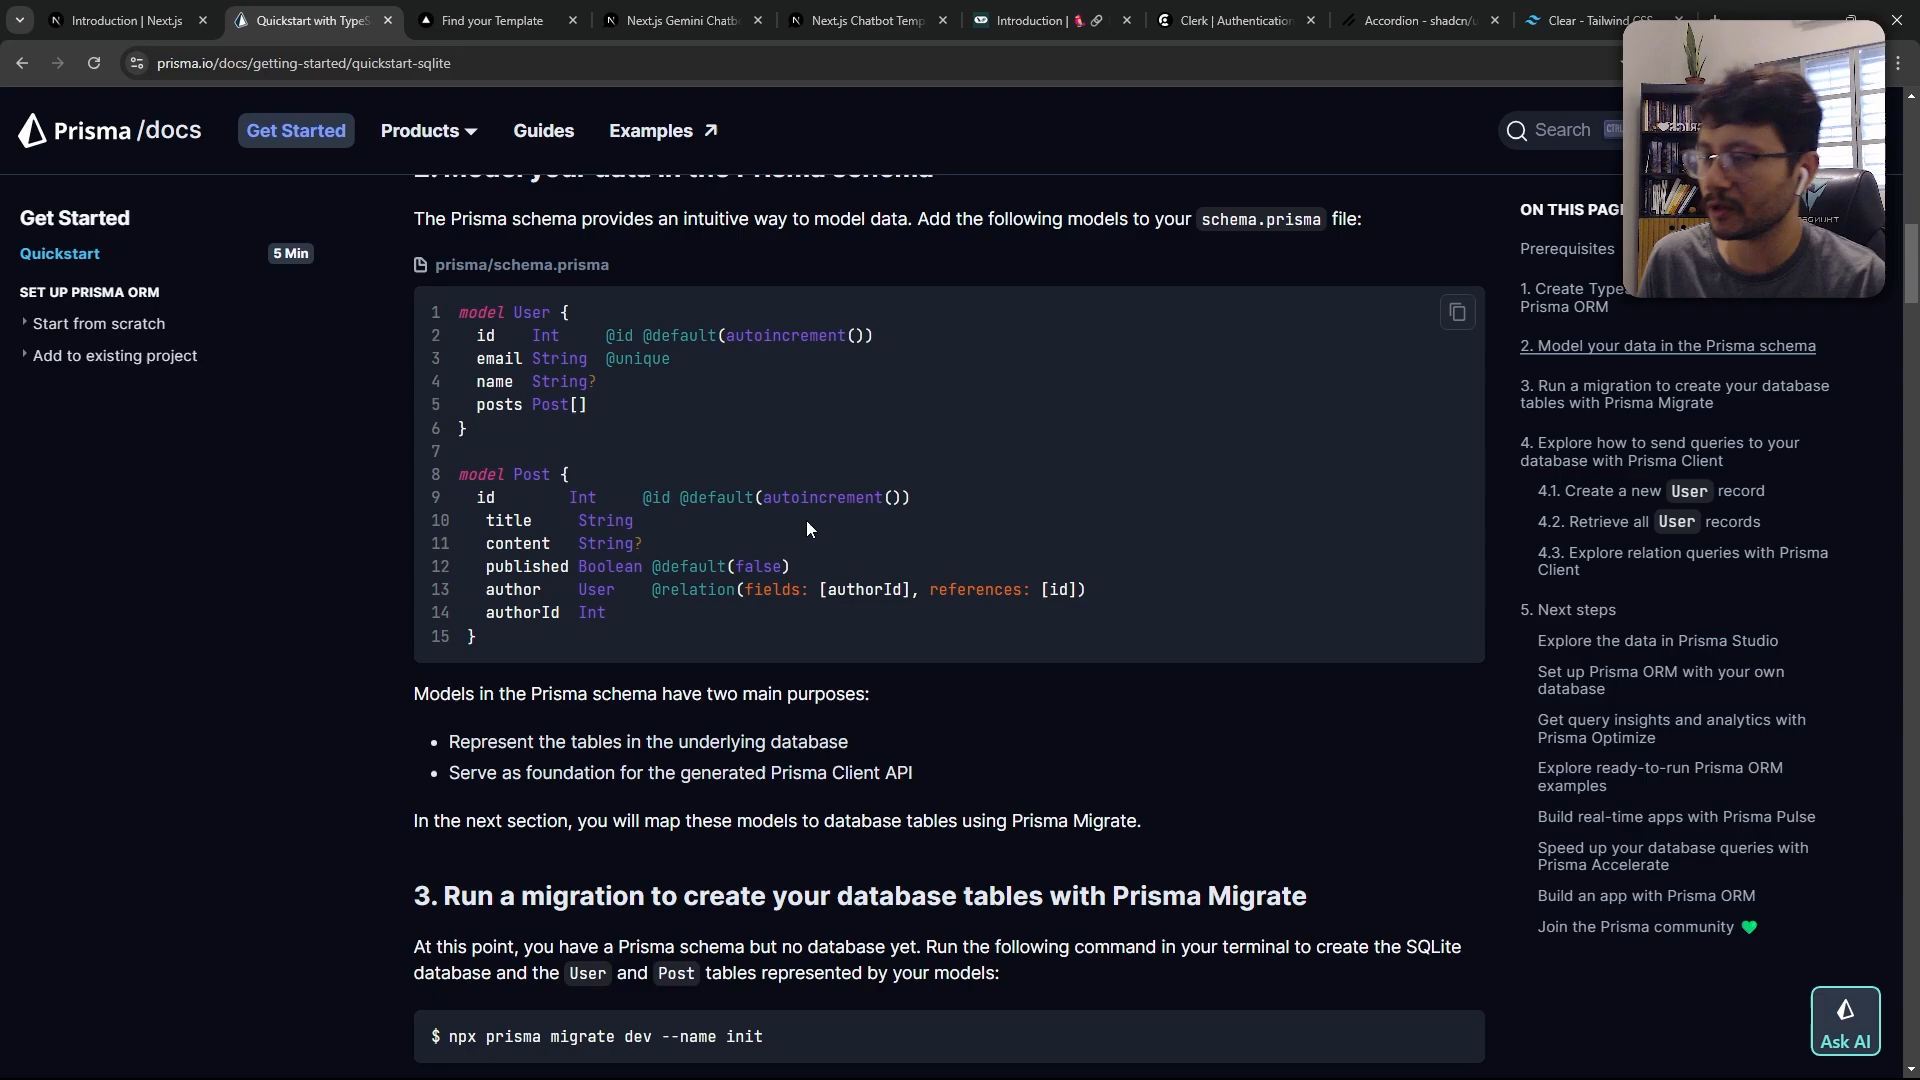 Introduction | Next.js
Quickstart with TypeS
Find your Template
Next.js Gemini Chatb
Next.js Chatbot Temp
Introduction | 🦜️🔗
Clerk | Authentication
Accordion - shadcn/u
Clear - Tailwind CSS
prisma.io/docs/getting-started/quickstart-sqlite
Prisma /docs
Get Started
Products
Guides
Examples ↗
Search
CTRL
Get Started
Quickstart
5 Min
SET UP PRISMA ORM
Start from scratch
Add to existing project
2. Model your data in the Prisma schema
The Prisma schema provides an intuitive way to model data. Add the following models to your schema.prisma file:
prisma/schema.prisma
1 model User {
2 id Int @id @default(autoincrement())
3 email String @unique
4 name String?
5 posts Post[]
6 }
7
8 model Post {
9 id Int @id @default(autoincrement())
10 title String
11 content String?
12 published Boolean @default(false)
13 author User @relation(fields: [authorId], references: [id])
14 authorId Int
15 }
Models in the Prisma schema have two main purposes:
• Represent the tables in the underlying database
• Serve as foundation for the generated Prisma Client API
In the next section, you will map these models to database tables using Prisma Migrate.
3. Run a migration to create your database tables with Prisma Migrate
At this point, you have a Prisma schema but no database yet. Run the following command in your terminal to create the SQLite
database and the User and Post tables represented by your models:
$ npx prisma migrate dev --name init
ON THIS PAG
Prerequisites
1. Create Type
Prisma ORM
2. Model your data in the Prisma schema
3. Run a migration to create your database
tables with Prisma Migrate
4. Explore how to send queries to your
database with Prisma Client
4.1. Create a new User record
4.2. Retrieve all User records
4.3. Explore relation queries with Prisma
Client
5. Next steps
Explore the data in Prisma Studio
Set up Prisma ORM with your own
database
Get query insights and analytics with
Prisma Optimize
Explore ready-to-run Prisma ORM
examples
Build real-time apps with Prisma Pulse
Speed up your database queries with
Prisma Accelerate
Build an app with Prisma ORM
Join the Prisma community 💚
Ask AI